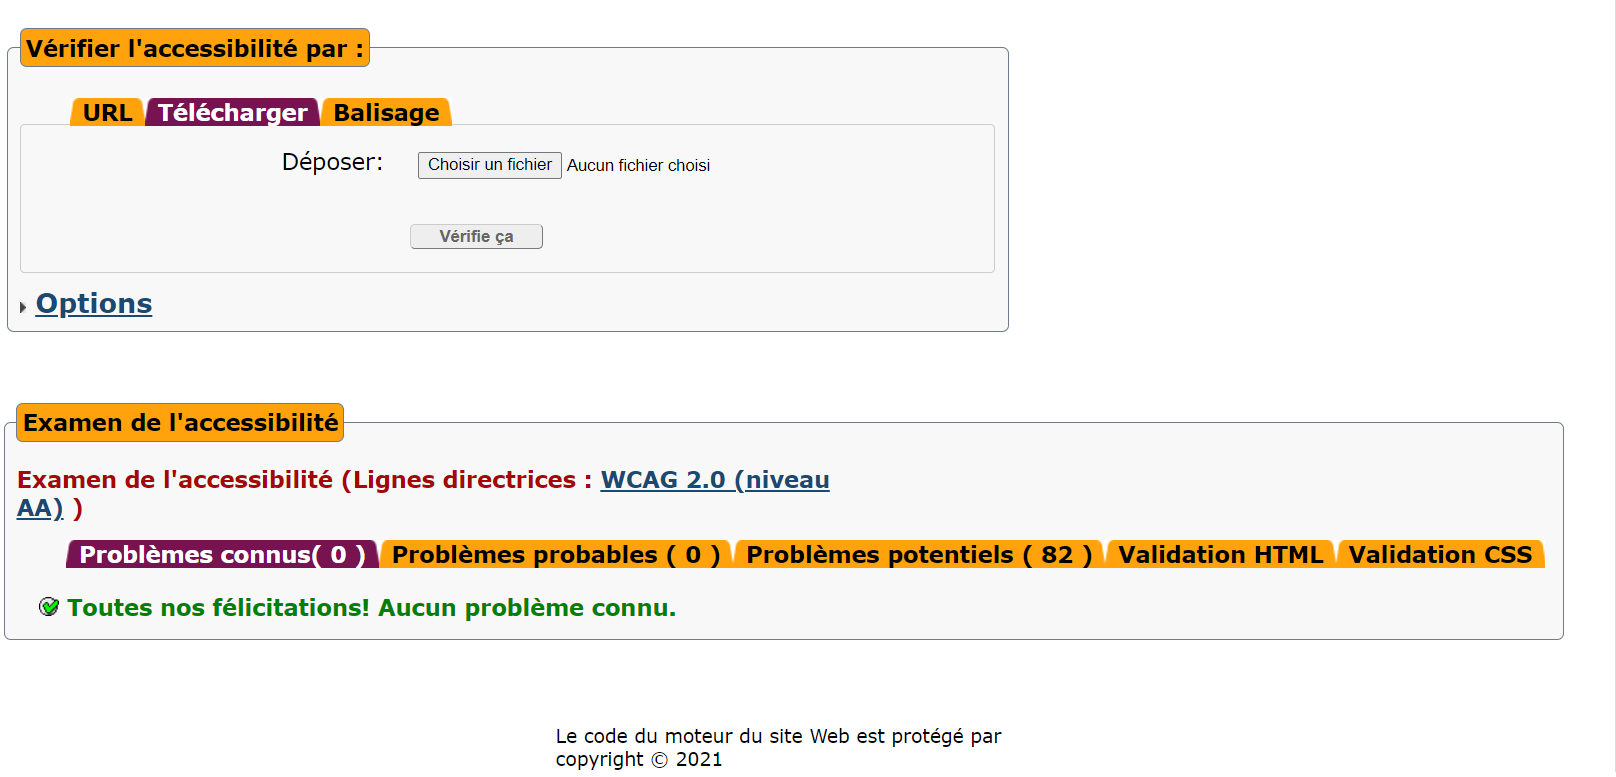 Vérifier l'accessibilité par :
URL Télécharger Balisage
Déposer: Choisir un fichier Aucun fichier choisi
Vérifie ça
Options
Examen de l'accessibilité
Examen de l'accessibilité (Lignes directrices : WCAG 2.0 (niveau
AA) )
Problèmes connus( 0 ) Problèmes probables ( 0 ) Problèmes potentiels ( 82 ) Validation HTML Validation CSS
Toutes nos félicitations! Aucun problème connu.
Le code du moteur du site Web est protégé par
copyright © 2021